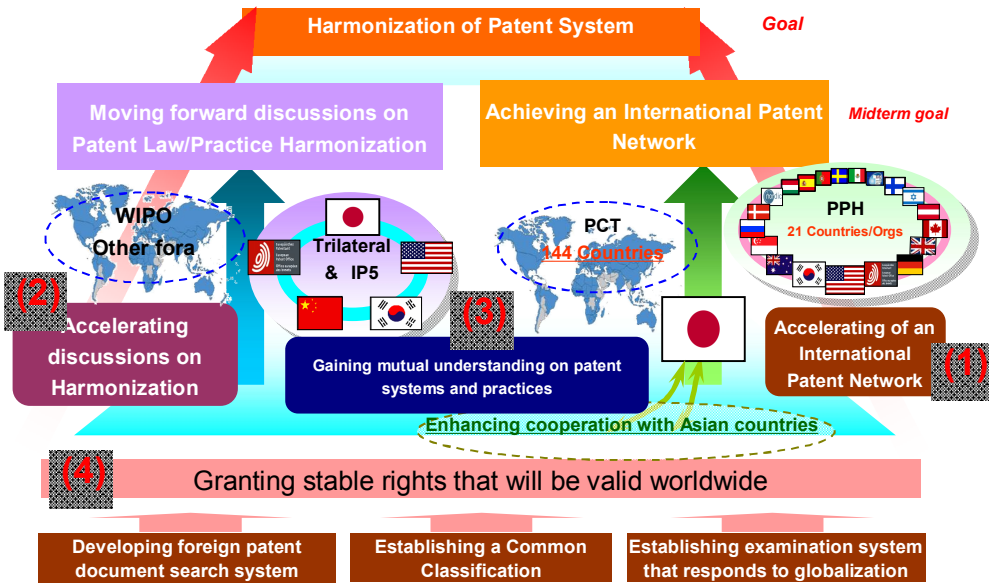 Harmonization of Patent System
Goal
Moving forward discussions on
Patent Law/Practice Harmonization
Achieving an International Patent
Network
Midterm goal
WIPO
Other fora
Trilateral
& IP5
PCT
144 Countries
PPH
21 Countries/Orgs
(2)
Accelerating
discussions on
Harmonization
(3)
Gaining mutual understanding on patent
systems and practices
Accelerating of an
International
Patent Network
(1)
Enhancing cooperation with Asian countries
(4)
Granting stable rights that will be valid worldwide
Developing foreign patent
document search system
Establishing a Common
Classification
Establishing examination system
that responds to globalization